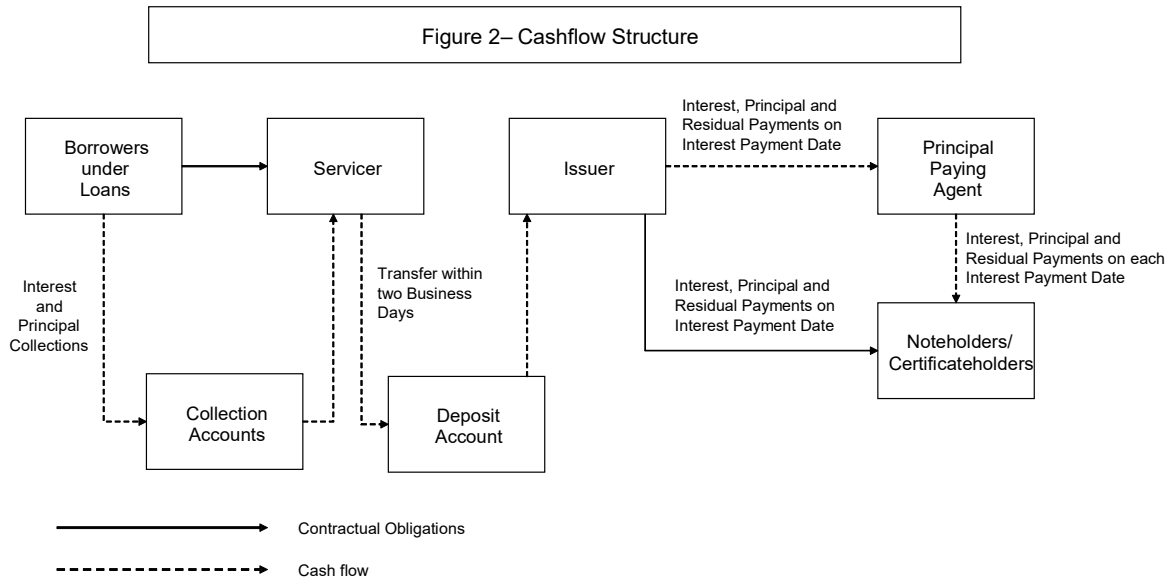 Figure 2– Cashflow Structure
Borrowers
under
Loans
Servicer
Issuer
Interest, Principal and
Residual Payments on
Interest Payment Date
Principal
Paying
Agent
Interest
and
Principal
Collections
Transfer within
two Business
Days
Interest, Principal and
Residual Payments on
Interest Payment Date
Interest, Principal and
Residual Payments on each
Interest Payment Date
Noteholders/
Certificateholders
Collection
Accounts
Deposit
Account
Contractual Obligations
Cash flow